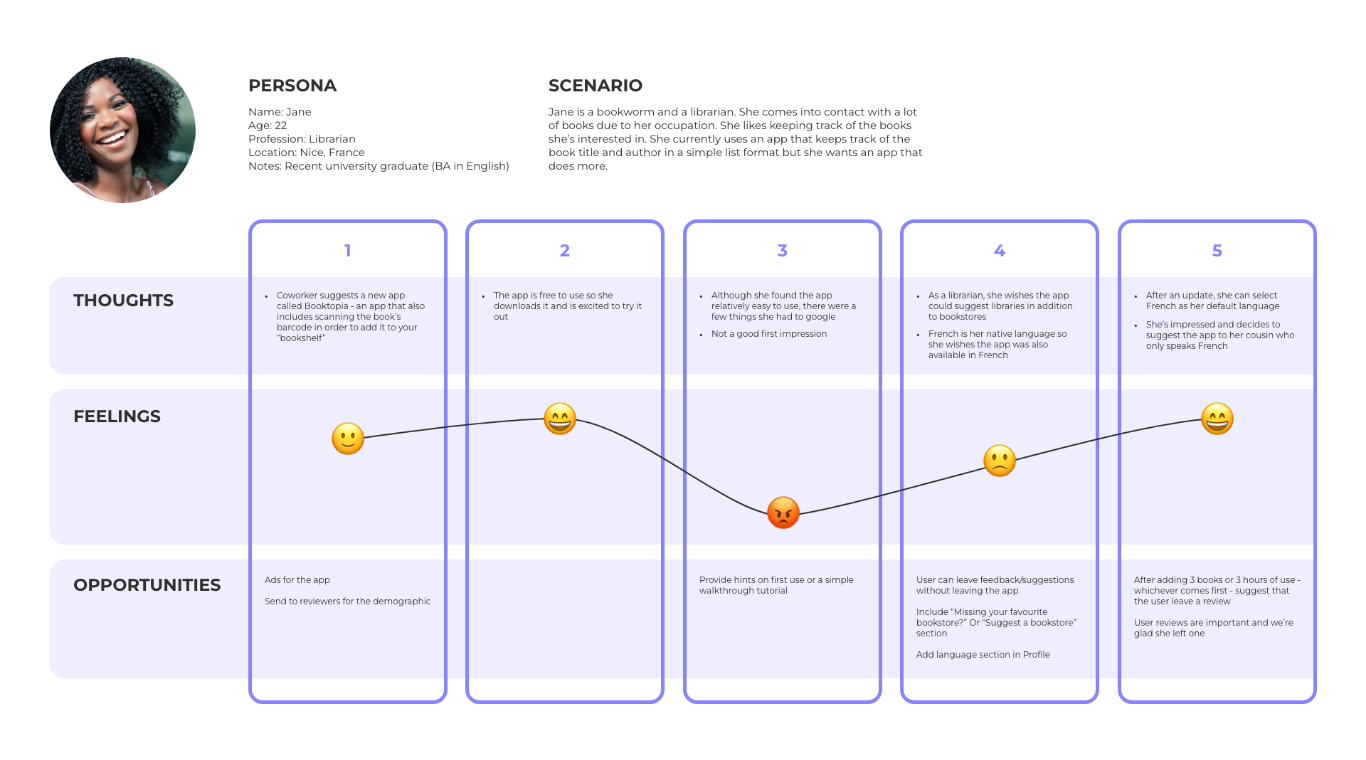 PERSONA
Name: Jane
Age: 22
Profession: Librarian
Location: Nice, France
Notes: Recent university graduate (BA in English)
SCENARIO
Jane is a bookworm and a librarian. She comes into contact with a lot
of books due to her occupation. She likes keeping track of the books
she's interested in. She currently uses an app that keeps track of the
book title and author in a simple list format but she wants an app that
does more.
1
2
3
4
5
THOUGHTS
• Coworker suggests a new app
called Booktopia - an app that also
includes scanning the book's
barcode in order to add it to your
"bookshelf"
• The app is free to use so she
downloads it and is excited to try it
out
• Although she found the app
relatively easy to use, there were a
few things she had to google
• Not a good first impression
• As a librarian, she wishes the app
could suggest libraries in addition
to bookstores
• French is her native language so
she wishes the app was also
available in French
• After an update, she can select
French as her default language
• She's impressed and decides to
suggest the app to her cousin who
only speaks French
FEELINGS
OPPORTUNITIES
Ads for the app
Send to reviewers for the demographic
Provide hints on first use or a simple
walkthrough tutorial
User can leave feedback/suggestions
without leaving the app
Include "Missing your favourite
bookstore?" Or "Suggest a bookstore"
section
Add language section in Profile
After adding 3 books or 3 hours of use -
whichever comes first - suggest that
the user leave a review
User reviews are important and we're
glad she left one